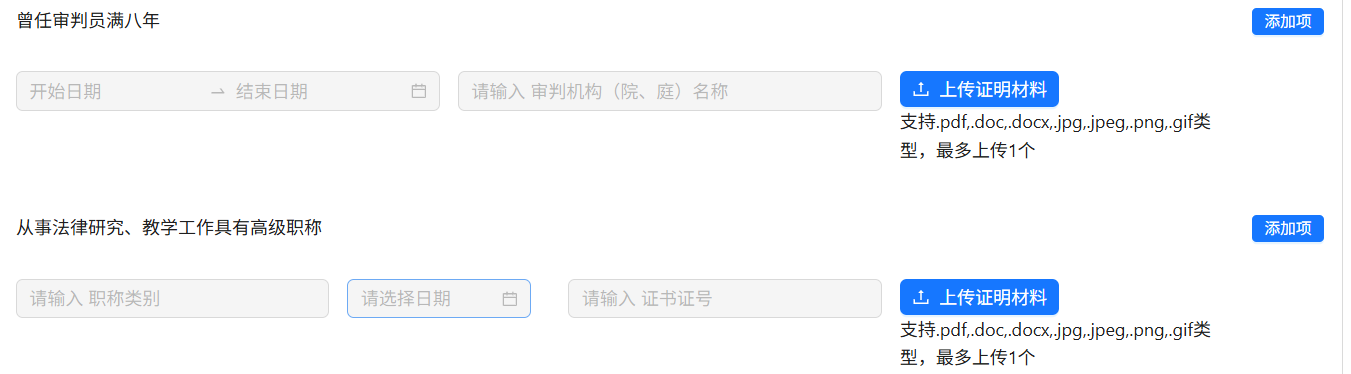 曾任审判员满八年 添加项
开始日期 → 结束日期 请输入 审判机构（院、庭）名称 上传证明材料
支持.pdf,.doc,.docx,.jpg,.jpeg,.png,.gif类
型，最多上传1个
从事法律研究、教学工作具有高级职称 添加项
请输入 职称类别 请选择日期 请输入 证书证号 上传证明材料
支持.pdf,.doc,.docx,.jpg,.jpeg,.png,.gif类
型，最多上传1个